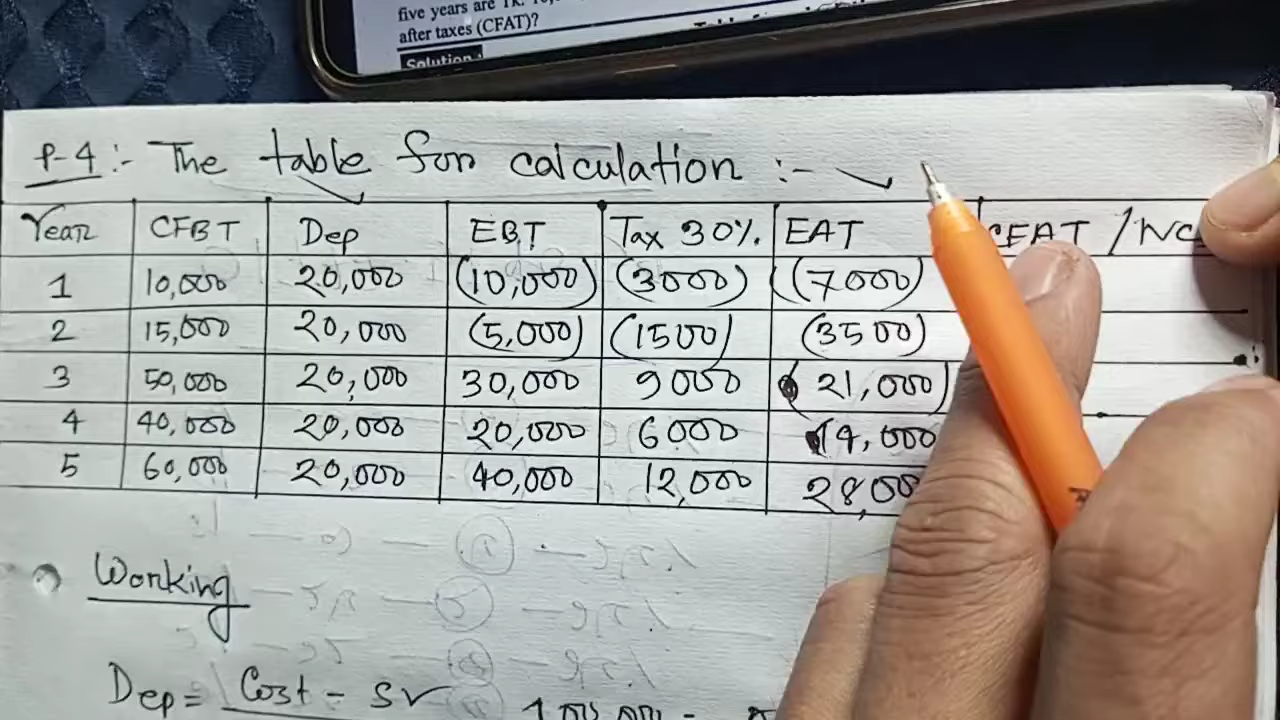 five years are Tk.
after taxes (CFAT)?
Solution :
P-4:- The table for calculation :-
Year CFBT Dep EBT Tax 30%. EAT CFAT /NC
1 10,000 20,000 (10,000) (3000) (7000)
2 15,000 20,000 (5,000) (1500) (3500)
3 50,000 20,000 30,000 9000 21,000)
4 40,000 20,000 20,000 6000 14,000
5 60,000 20,000 40,000 12,000 28,00
Working
Dep = Cost - SV